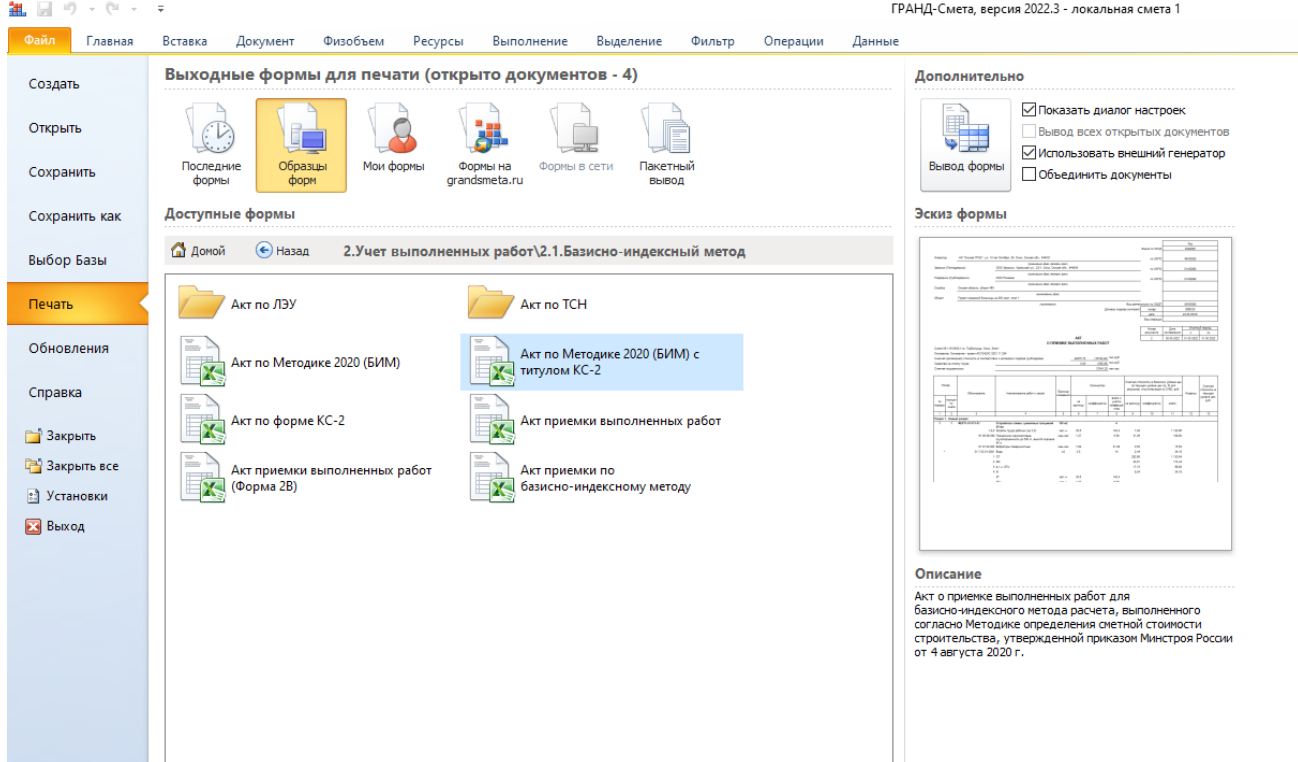 ГРАНД-Смета, версия 2022.3 - локальная смета 1
Файл Главная Вставка Документ Физобъем Ресурсы Выполнение Выделение Фильтр Операции Данные
Создать
Открыть
Сохранить
Сохранить как
Выбор Базы
Печать
Обновления
Справка
Закрыть
Закрыть все
Установки
Выход
Выходные формы для печати (открыто документов - 4)
Последние
формы
Образцы
форм
Мои формы
Формы на
grandsmeta.ru
Формы в сети
Пакетный
вывод
Доступные формы
Домой Назад 2.Учет выполненных работ\2.1.Базисно-индексный метод
Акт по ЛЗУ
Акт по ТСН
Акт по Методике 2020 (БИМ)
Акт по Методике 2020 (БИМ) с
титулом КС-2
Акт по форме КС-2
Акт приемки выполненных работ
Акт приемки выполненных работ
(Форма 2В)
Акт приемки по
базисно-индексному методу
Дополнительно
Вывод формы
Показать диалог настроек
Вывод всех открытых документов
Использовать внешний генератор
Объединить документы
Эскиз формы
АКТ
О ПРИЕМКЕ ВЫПОЛНЕННЫХ РАБОТ
Описание
Акт о приемке выполненных работ для
базисно-индексного метода расчета, выполненного
согласно Методике определения сметной стоимости
строительства, утвержденной приказом Минстроя России
от 4 августа 2020 г.